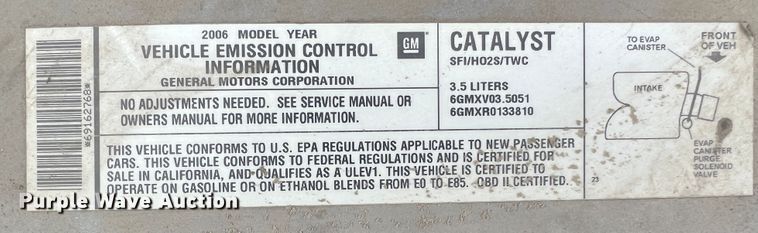 2006 MODEL YEAR
VEHICLE EMISSION CONTROL
INFORMATION
GENERAL MOTORS CORPORATION
GM
CATALYST
SFI/HO2S/TWC
NO ADJUSTMENTS NEEDED. SEE SERVICE MANUAL OR
OWNERS MANUAL FOR MORE INFORMATION.
3.5 LITERS
6GMXV03.5051
6GMXR0133810
THIS VEHICLE CONFORMS TO U.S. EPA REGULATIONS APPLICABLE TO NEW PASSENGER
CARS. THIS VEHICLE CONFORMS TO FEDERAL REGULATIONS AND IS CERTIFIED FOR
SALE IN CALIFORNIA, AND QUALIFIES AS A ULEV1. THIS VEHICLE IS CERTIFIED TO
OPERATE ON GASOLINE OR ON ETHANOL BLENDS FROM E0 TO E85. OBD II CERTIFIED.
*69162768*
TO EVAP
CANISTER
FRONT
OF VEH
INTAKE
EVAP
CANISTER
PURGE
SOLENOID
VALVE
23
Purple Wave Auction